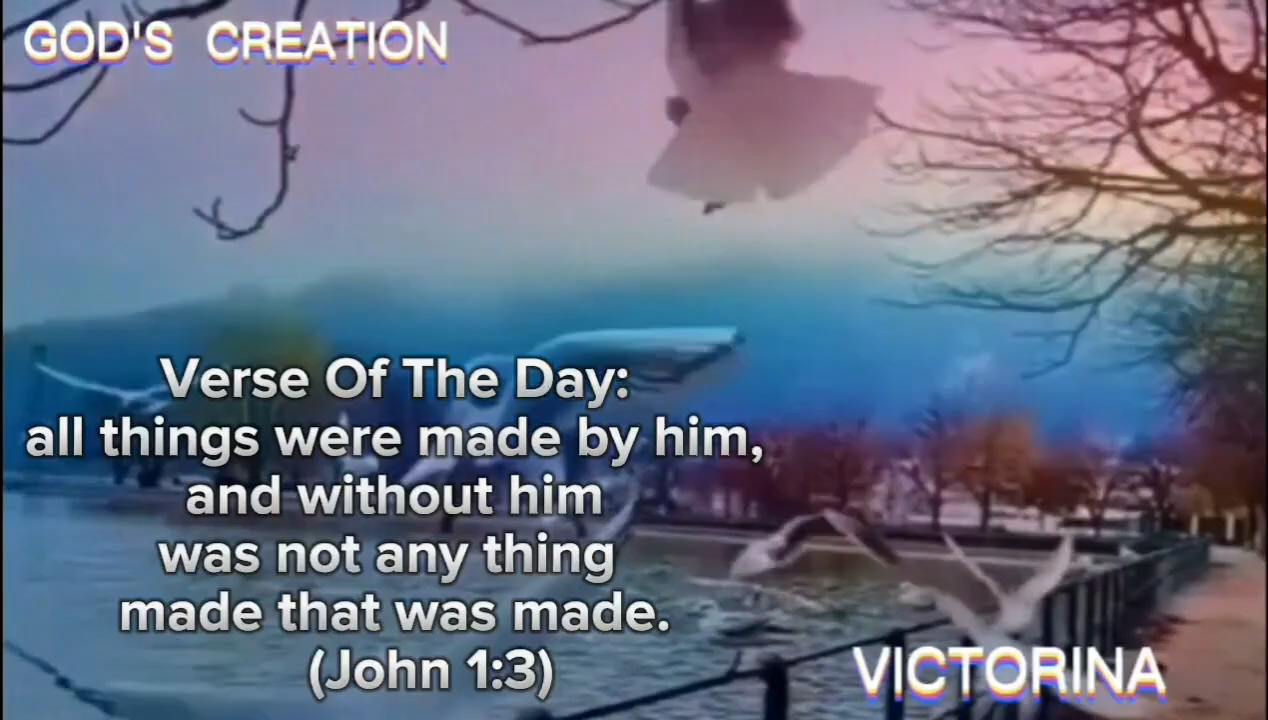 GOD'S CREATION
Verse Of The Day:
all things were made by him,
and without him
was not any thing
made that was made.
(John 1:3)
VICTORINA